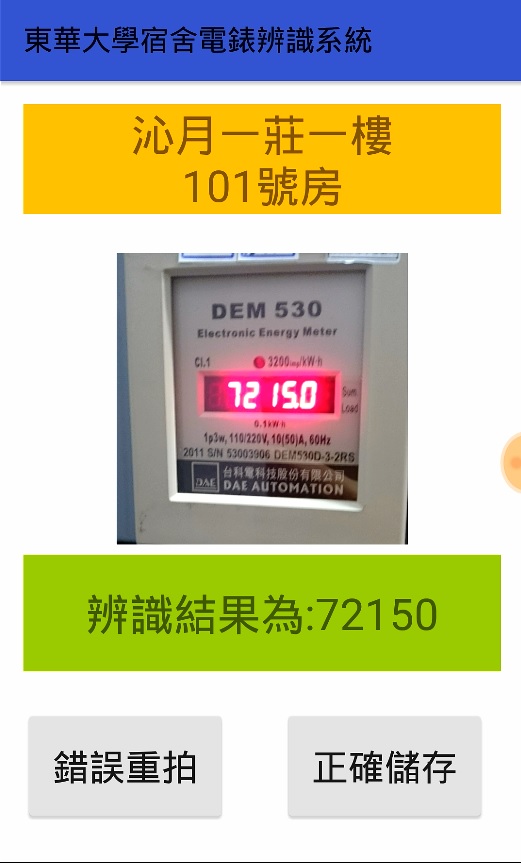 東華大學宿舍電錶辨識系統
沁月一莊一樓
101號房
DEM 530
Electronic Energy Meter
Cl.1 3200imp/kW·h
7215.0
Sum
Load
0.1kW·h
1p3w, 110/220V, 10(50)A, 60Hz
2011 S/N 53003906 DEM530D-3-2RS
DAE 台科電科技股份有限公司
DAE AUTOMATION
辨識結果為:72150
錯誤重拍 正確儲存